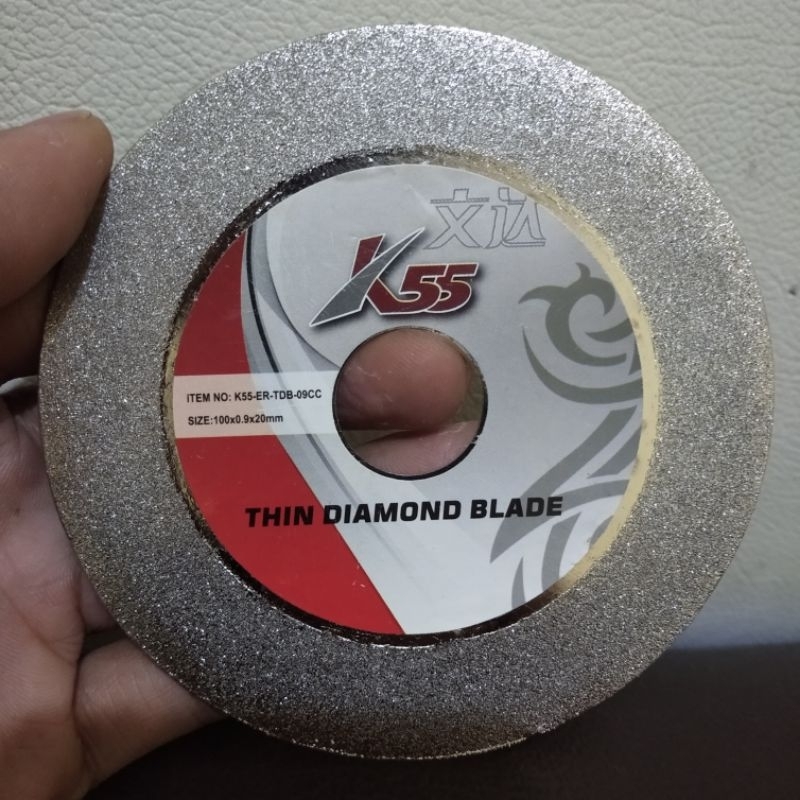 文达
K55
ITEM NO: K55-ER-TDB-09CC
SIZE:100x0.9x20mm
THIN DIAMOND BLADE